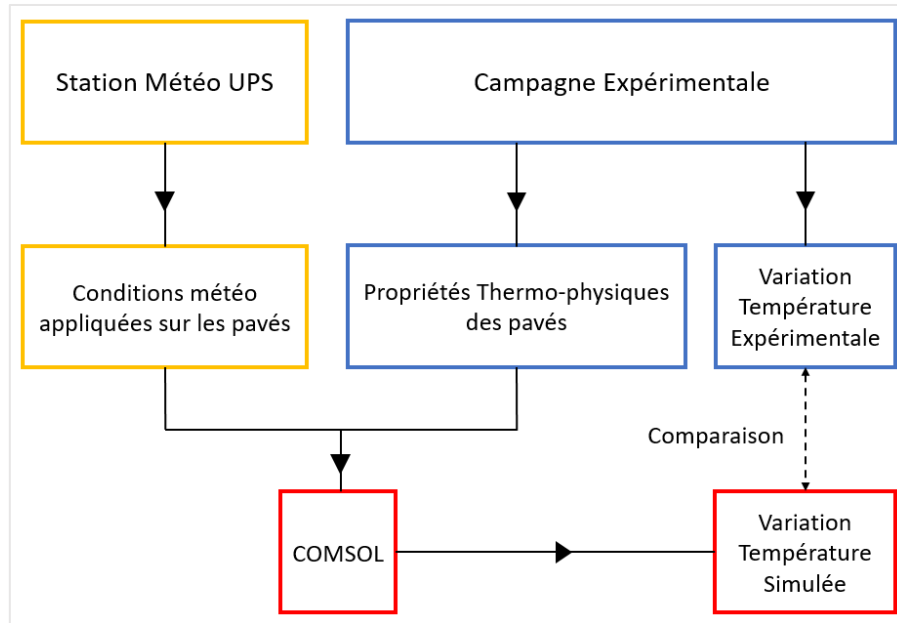 Station Météo UPS
Campagne Expérimentale
Conditions météo
appliquées sur les pavés
Propriétés Thermo-physiques
des pavés
Variation
Température
Expérimentale
Comparaison
COMSOL
Variation
Température
Simulée